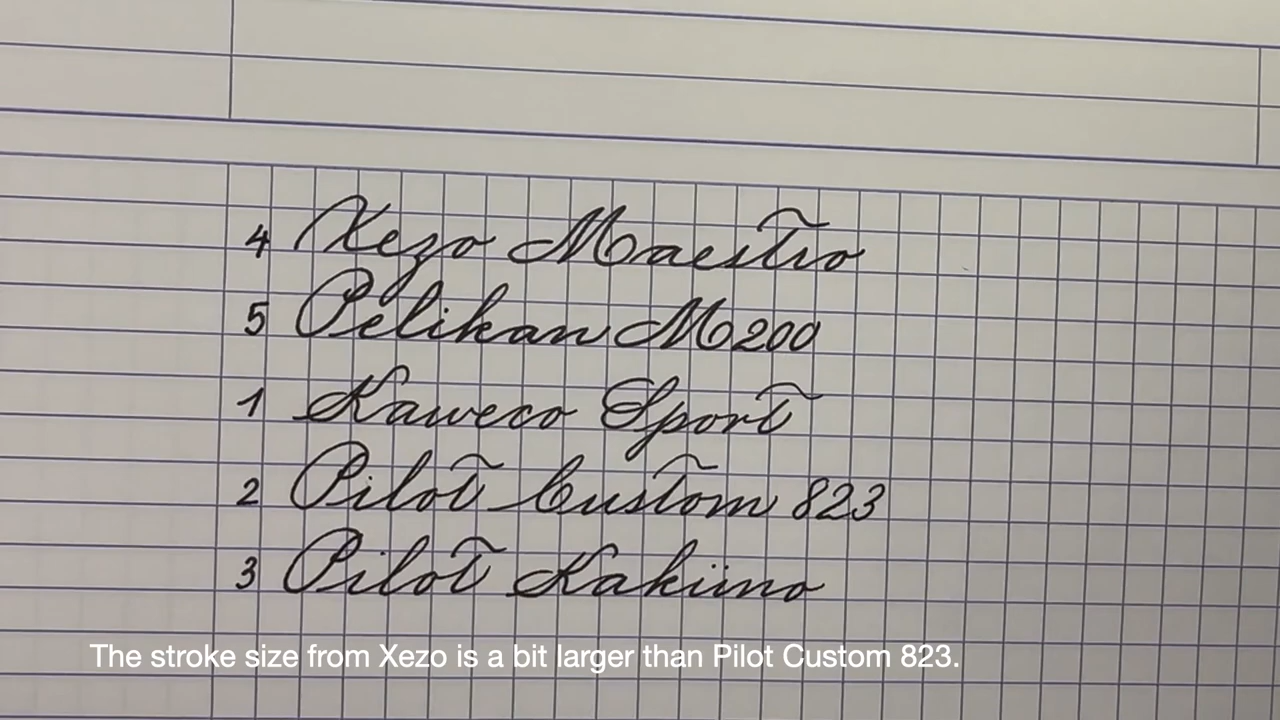 4 Xezo Maestro
5 Pelikan M200
1 Kaweco Sport
2 Pilot Custom 823
3 Pilot Kakuno
The stroke size from Xezo is a bit larger than Pilot Custom 823.